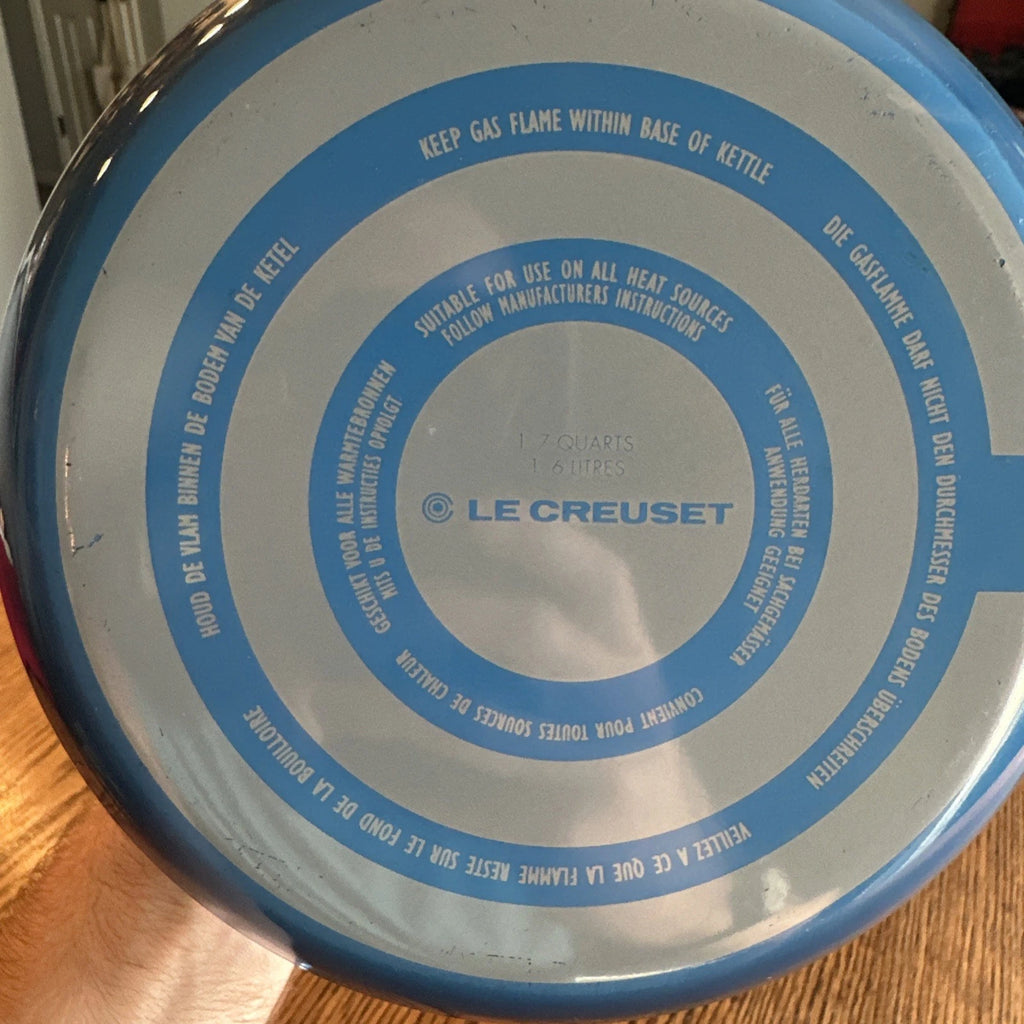 KEEP GAS FLAME WITHIN BASE OF KETTLE
DIE GASFLAMME DARF NICHT DEN DURCHMESSER DES BODENS ÜBERSCHREITEN
VEILLEZ A CE QUE LA FLAMME RESTE SUR LE FOND DE LA BOUILLOIRE
HOUD DE VLAM BINNEN DE BODEM VAN DE KETEL
SUITABLE FOR USE ON ALL HEAT SOURCES
FOLLOW MANUFACTURERS INSTRUCTIONS
FÜR ALLE HERDARTEN BEI SACHGEMÄSSER
ANWENDUNG GEEIGNET
CONVIENT POUR TOUTES SOURCES DE CHALEUR
GESCHIKT VOOR ALLE WARMTEBRONNEN
MITS U DE INSTRUCTIES OPVOLGT
1.7 QUARTS
1.6 LITRES
LE CREUSET